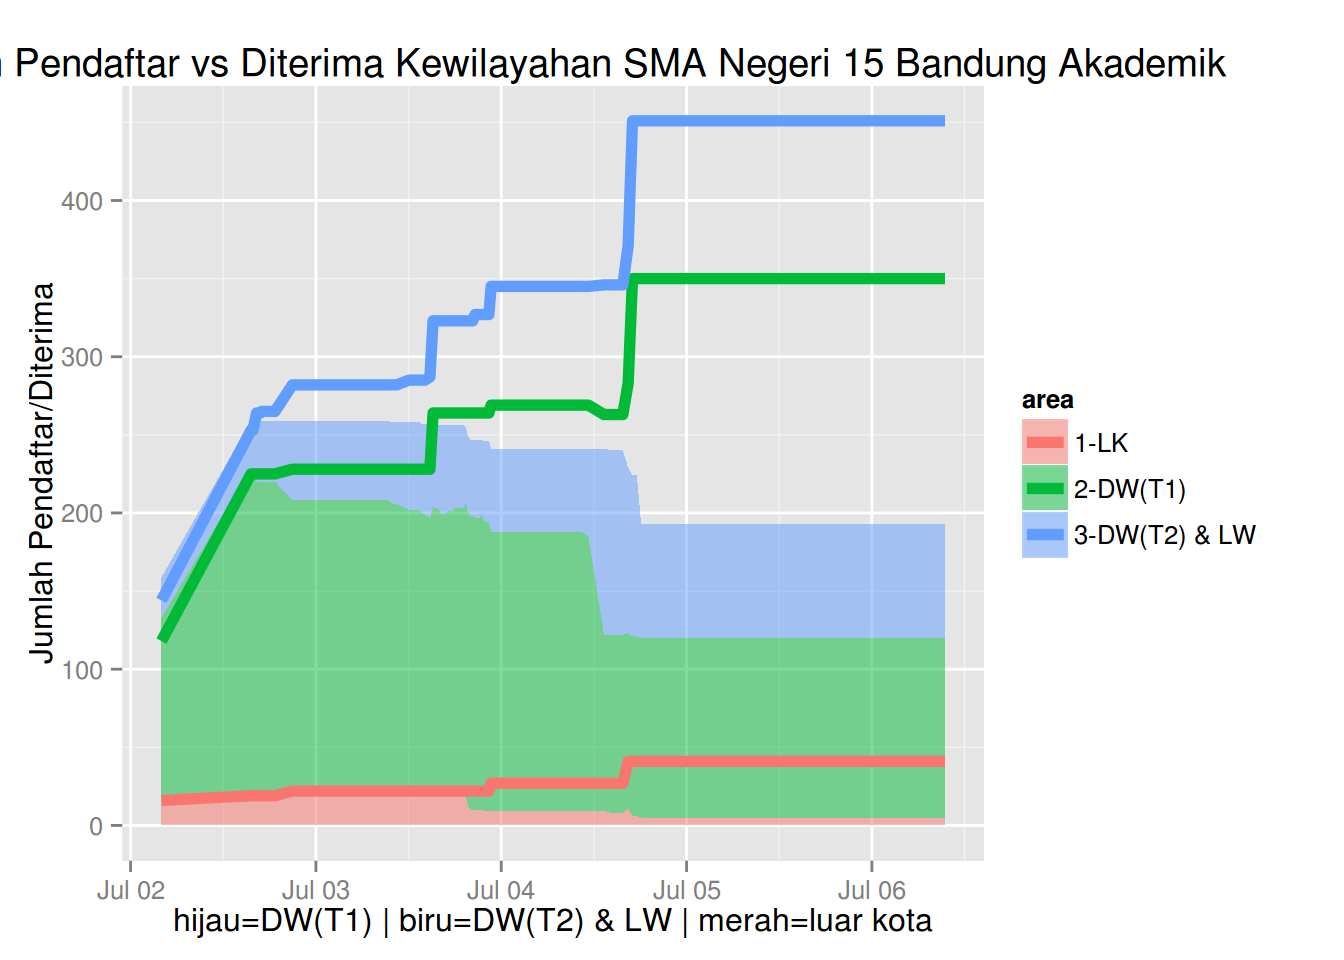 Pendaftar vs Diterima Kewilayahan SMA Negeri 15 Bandung Akademik
Jumlah Pendaftar/Diterima
400
300
200
100
0
Jul 02
Jul 03
Jul 04
Jul 05
Jul 06
hijau=DW(T1) | biru=DW(T2) & LW | merah=luar kota
area
1-LK
2-DW(T1)
3-DW(T2) & LW